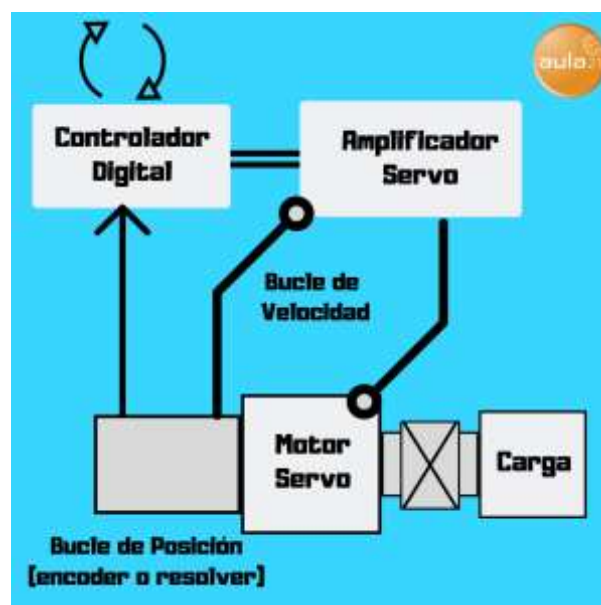 aula.
Controlador
Digital
Amplificador
Servo
Bucle de
Velocidad
Motor
Servo
Carga
Bucle de Posición
(encoder o resolver)